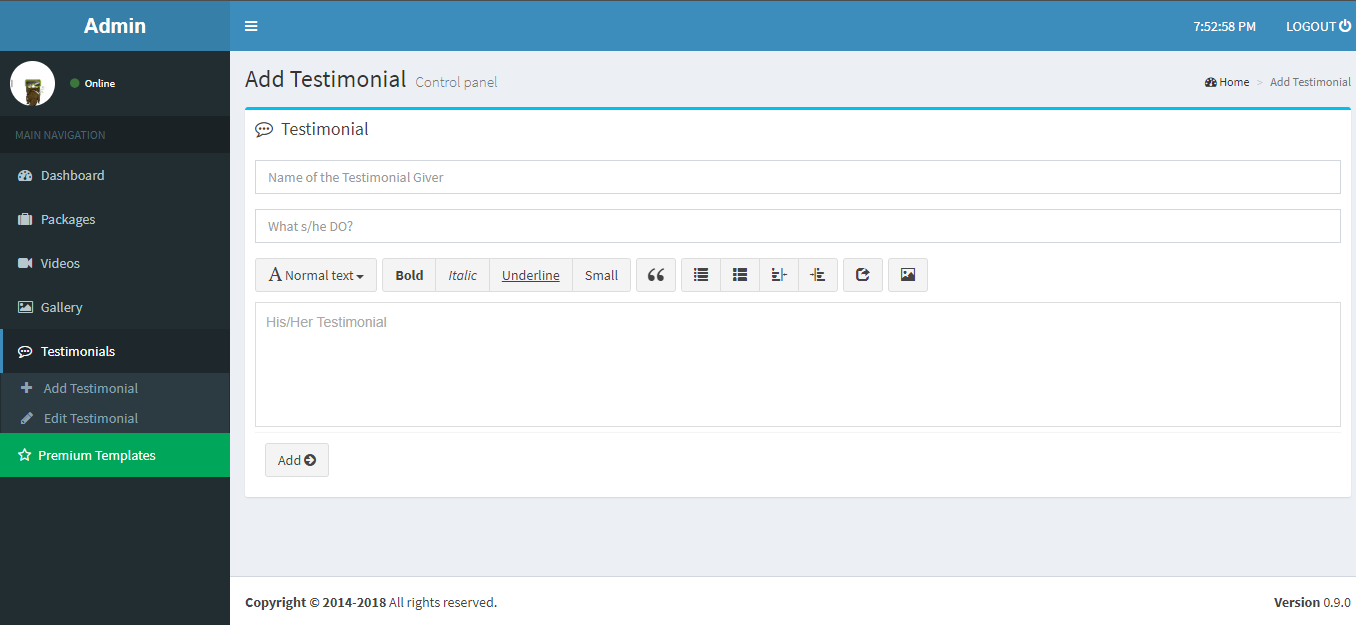 Admin
7:52:58 PM
LOGOUT
Online
MAIN NAVIGATION
Dashboard
Packages
Videos
Gallery
Testimonials
Add Testimonial
Edit Testimonial
Premium Templates
Add Testimonial Control panel
Home > Add Testimonial
Testimonial
Name of the Testimonial Giver
What s/he DO?
A Normal text Bold Italic Underline Small
His/Her Testimonial
Add
Copyright © 2014-2018 All rights reserved.
Version 0.9.0